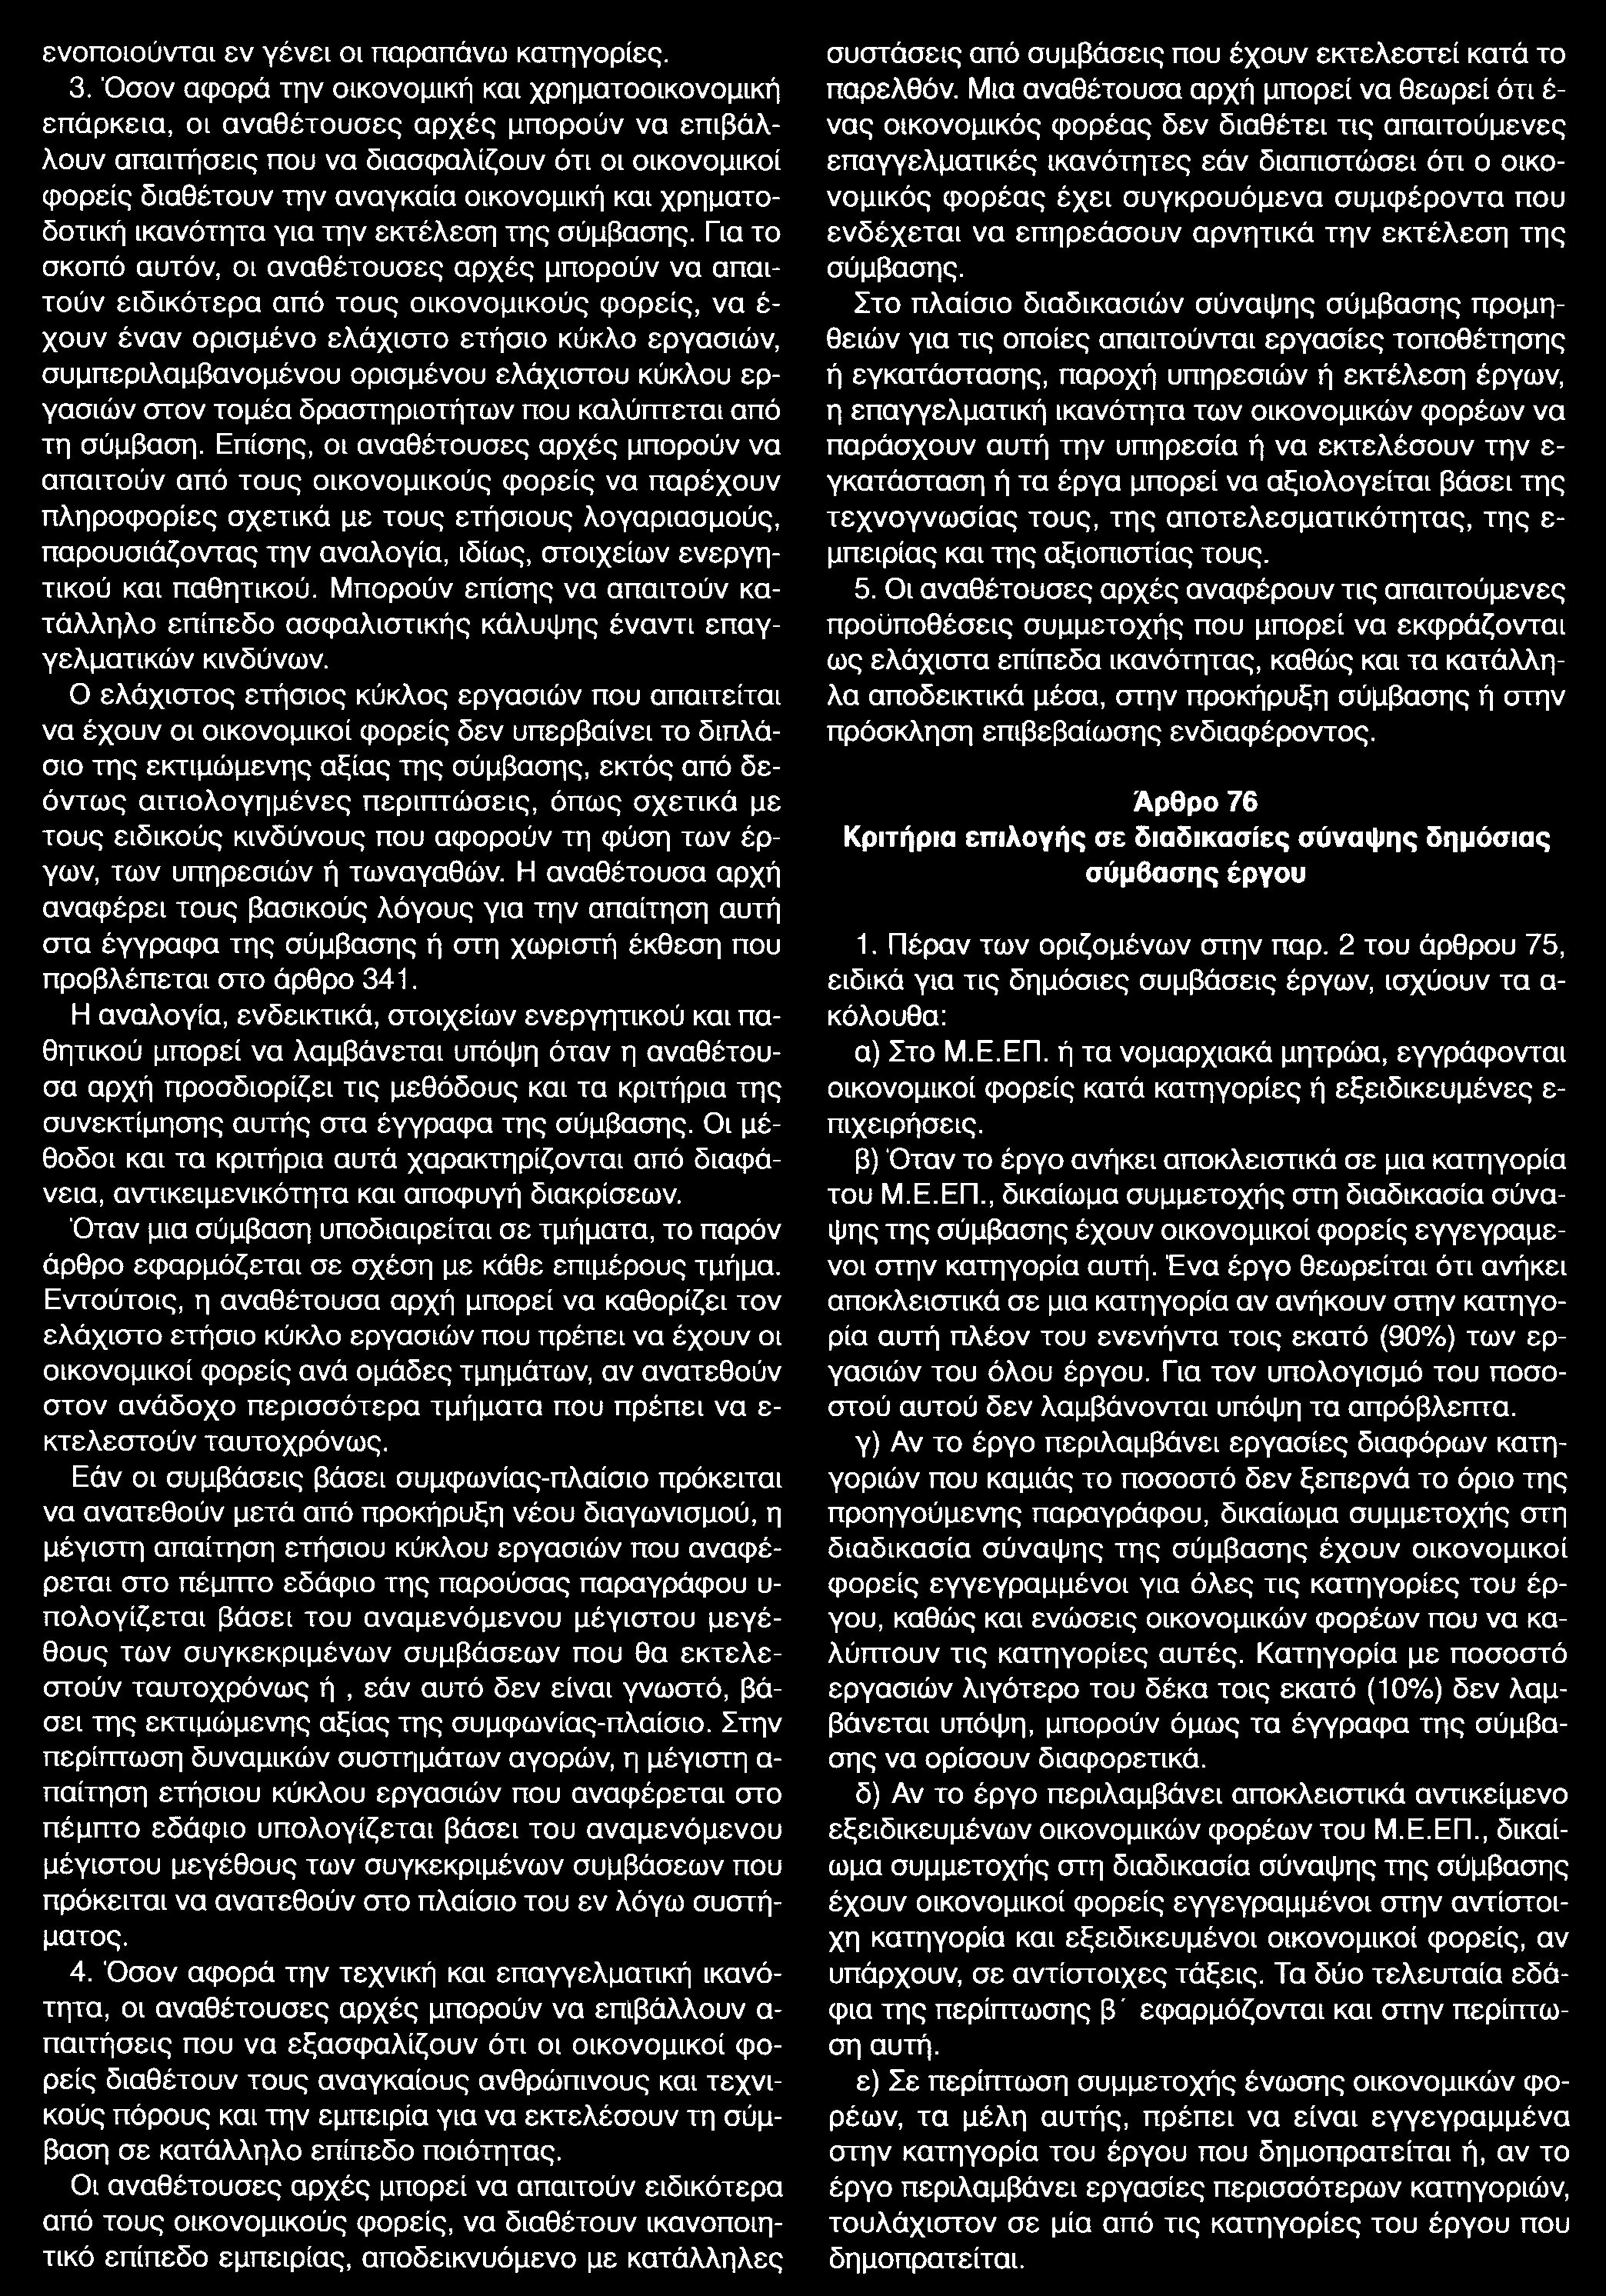 ενοποιούνται εν γένει οι παραπάνω κατηγορίες.
3. Όσον αφορά την οικονομική και χρηματοοικονομική
επάρκεια, οι αναθέτουσες αρχές μπορούν να επιβάλ-
λουν απαιτήσεις που να διασφαλίζουν ότι οι οικονομικοί
φορείς διαθέτουν την αναγκαία οικονομική και χρηματο-
δοτική ικανότητα για την εκτέλεση της σύμβασης. Για το
σκοπό αυτόν, οι αναθέτουσες αρχές μπορούν να απαι-
τούν ειδικότερα από τους οικονομικούς φορείς, να έ-
χουν έναν ορισμένο ελάχιστο ετήσιο κύκλο εργασιών,
συμπεριλαμβανομένου ορισμένου ελάχιστου κύκλου ερ-
γασιών στον τομέα δραστηριοτήτων που καλύπτεται από
τη σύμβαση. Επίσης, οι αναθέτουσες αρχές μπορούν να
απαιτούν από τους οικονομικούς φορείς να παρέχουν
πληροφορίες σχετικά με τους ετήσιους λογαριασμούς,
παρουσιάζοντας την αναλογία, ιδίως, στοιχείων ενεργη-
τικού και παθητικού. Μπορούν επίσης να απαιτούν κα-
τάλληλο επίπεδο ασφαλιστικής κάλυψης έναντι επαγ-
γελματικών κινδύνων.
Ο ελάχιστος ετήσιος κύκλος εργασιών που απαιτείται
να έχουν οι οικονομικοί φορείς δεν υπερβαίνει το διπλά-
σιο της εκτιμώμενης αξίας της σύμβασης, εκτός από δε-
όντως αιτιολογημένες περιπτώσεις, όπως σχετικά με
τους ειδικούς κινδύνους που αφορούν τη φύση των έρ-
γων, των υπηρεσιών ή τωναγαθών. Η αναθέτουσα αρχή
αναφέρει τους βασικούς λόγους για την απαίτηση αυτή
στα έγγραφα της σύμβασης ή στη χωριστή έκθεση που
προβλέπεται στο άρθρο 341.
Η αναλογία, ενδεικτικά, στοιχείων ενεργητικού και πα-
θητικού μπορεί να λαμβάνεται υπόψη όταν η αναθέτου-
σα αρχή προσδιορίζει τις μεθόδους και τα κριτήρια της
συνεκτίμησης αυτής στα έγγραφα της σύμβασης. Οι μέ-
θοδοι και τα κριτήρια αυτά χαρακτηρίζονται από διαφά-
νεια, αντικειμενικότητα και αποφυγή διακρίσεων.
Όταν μια σύμβαση υποδιαιρείται σε τμήματα, το παρόν
άρθρο εφαρμόζεται σε σχέση με κάθε επιμέρους τμήμα.
Εντούτοις, η αναθέτουσα αρχή μπορεί να καθορίζει τον
ελάχιστο ετήσιο κύκλο εργασιών που πρέπει να έχουν οι
οικονομικοί φορείς ανά ομάδες τμημάτων, αν ανατεθούν
στον ανάδοχο περισσότερα τμήματα που πρέπει να ε-
κτελεστούν ταυτοχρόνως.
Εάν οι συμβάσεις βάσει συμφωνίας-πλαίσιο πρόκειται
να ανατεθούν μετά από προκήρυξη νέου διαγωνισμού, η
μέγιστη απαίτηση ετήσιου κύκλου εργασιών που αναφέ-
ρεται στο πέμπτο εδάφιο της παρούσας παραγράφου υ-
πολογίζεται βάσει του αναμενόμενου μέγιστου μεγέ-
θους των συγκεκριμένων συμβάσεων που θα εκτελε-
στούν ταυτοχρόνως ή , εάν αυτό δεν είναι γνωστό, βά-
σει της εκτιμώμενης αξίας της συμφωνίας-πλαίσιο. Στην
περίπτωση δυναμικών συστημάτων αγορών, η μέγιστη α-
παίτηση ετήσιου κύκλου εργασιών που αναφέρεται στο
πέμπτο εδάφιο υπολογίζεται βάσει του αναμενόμενου
μέγιστου μεγέθους των συγκεκριμένων συμβάσεων που
πρόκειται να ανατεθούν στο πλαίσιο του εν λόγω συστή-
ματος.
4. Όσον αφορά την τεχνική και επαγγελματική ικανό-
τητα, οι αναθέτουσες αρχές μπορούν να επιβάλλουν α-
παιτήσεις που να εξασφαλίζουν ότι οι οικονομικοί φο-
ρείς διαθέτουν τους αναγκαίους ανθρώπινους και τεχνι-
κούς πόρους και την εμπειρία για να εκτελέσουν τη σύμ-
βαση σε κατάλληλο επίπεδο ποιότητας.
Οι αναθέτουσες αρχές μπορεί να απαιτούν ειδικότερα
από τους οικονομικούς φορείς, να διαθέτουν ικανοποιη-
τικό επίπεδο εμπειρίας, αποδεικνυόμενο με κατάλληλες
συστάσεις από συμβάσεις που έχουν εκτελεστεί κατά το
παρελθόν. Μια αναθέτουσα αρχή μπορεί να θεωρεί ότι έ-
νας οικονομικός φορέας δεν διαθέτει τις απαιτούμενες
επαγγελματικές ικανότητες εάν διαπιστώσει ότι ο οικο-
νομικός φορέας έχει συγκρουόμενα συμφέροντα που
ενδέχεται να επηρεάσουν αρνητικά την εκτέλεση της
σύμβασης.
Στο πλαίσιο διαδικασιών σύναψης σύμβασης προμη-
θειών για τις οποίες απαιτούνται εργασίες τοποθέτησης
ή εγκατάστασης, παροχή υπηρεσιών ή εκτέλεση έργων,
η επαγγελματική ικανότητα των οικονομικών φορέων να
παράσχουν αυτή την υπηρεσία ή να εκτελέσουν την ε-
γκατάσταση ή τα έργα μπορεί να αξιολογείται βάσει της
τεχνογνωσίας τους, της αποτελεσματικότητας, της ε-
μπειρίας και της αξιοπιστίας τους.
5. Οι αναθέτουσες αρχές αναφέρουν τις απαιτούμενες
προϋποθέσεις συμμετοχής που μπορεί να εκφράζονται
ως ελάχιστα επίπεδα ικανότητας, καθώς και τα κατάλλη-
λα αποδεικτικά μέσα, στην προκήρυξη σύμβασης ή στην
πρόσκληση επιβεβαίωσης ενδιαφέροντος.
Άρθρο 76
Κριτήρια επιλογής σε διαδικασίες σύναψης δημόσιας
σύμβασης έργου
1. Πέραν των οριζομένων στην παρ. 2 του άρθρου 75,
ειδικά για τις δημόσιες συμβάσεις έργων, ισχύουν τα α-
κόλουθα:
α) Στο Μ.Ε.ΕΠ. ή τα νομαρχιακά μητρώα, εγγράφονται
οικονομικοί φορείς κατά κατηγορίες ή εξειδικευμένες ε-
πιχειρήσεις.
β) Όταν το έργο ανήκει αποκλειστικά σε μια κατηγορία
του Μ.Ε.ΕΠ., δικαίωμα συμμετοχής στη διαδικασία σύνα-
ψης της σύμβασης έχουν οικονομικοί φορείς εγγεγραμε-
νοι στην κατηγορία αυτή. Ένα έργο θεωρείται ότι ανήκει
αποκλειστικά σε μια κατηγορία αν ανήκουν στην κατηγο-
ρία αυτή πλέον του ενενήντα τοις εκατό (90%) των ερ-
γασιών του όλου έργου. Για τον υπολογισμό του ποσο-
στού αυτού δεν λαμβάνονται υπόψη τα απρόβλεπτα.
γ) Αν το έργο περιλαμβάνει εργασίες διαφόρων κατη-
γοριών που καμιάς το ποσοστό δεν ξεπερνά το όριο της
προηγούμενης παραγράφου, δικαίωμα συμμετοχής στη
διαδικασία σύναψης της σύμβασης έχουν οικονομικοί
φορείς εγγεγραμμένοι για όλες τις κατηγορίες του έρ-
γου, καθώς και ενώσεις οικονομικών φορέων που να κα-
λύπτουν τις κατηγορίες αυτές. Κατηγορία με ποσοστό
εργασιών λιγότερο του δέκα τοις εκατό (10%) δεν λαμ-
βάνεται υπόψη, μπορούν όμως τα έγγραφα της σύμβα-
σης να ορίσουν διαφορετικά.
δ) Αν το έργο περιλαμβάνει αποκλειστικά αντικείμενο
εξειδικευμένων οικονομικών φορέων του Μ.Ε.ΕΠ., δικαί-
ωμα συμμετοχής στη διαδικασία σύναψης της σύμβασης
έχουν οικονομικοί φορείς εγγεγραμμένοι στην αντίστοι-
χη κατηγορία και εξειδικευμένοι οικονομικοί φορείς, αν
υπάρχουν, σε αντίστοιχες τάξεις. Τα δύο τελευταία εδά-
φια της περίπτωσης β΄ εφαρμόζονται και στην περίπτω-
ση αυτή.
ε) Σε περίπτωση συμμετοχής ένωσης οικονομικών φο-
ρέων, τα μέλη αυτής, πρέπει να είναι εγγεγραμμένα
στην κατηγορία του έργου που δημοπρατείται ή, αν το
έργο περιλαμβάνει εργασίες περισσότερων κατηγοριών,
τουλάχιστον σε μία από τις κατηγορίες του έργου που
δημοπρατείται.